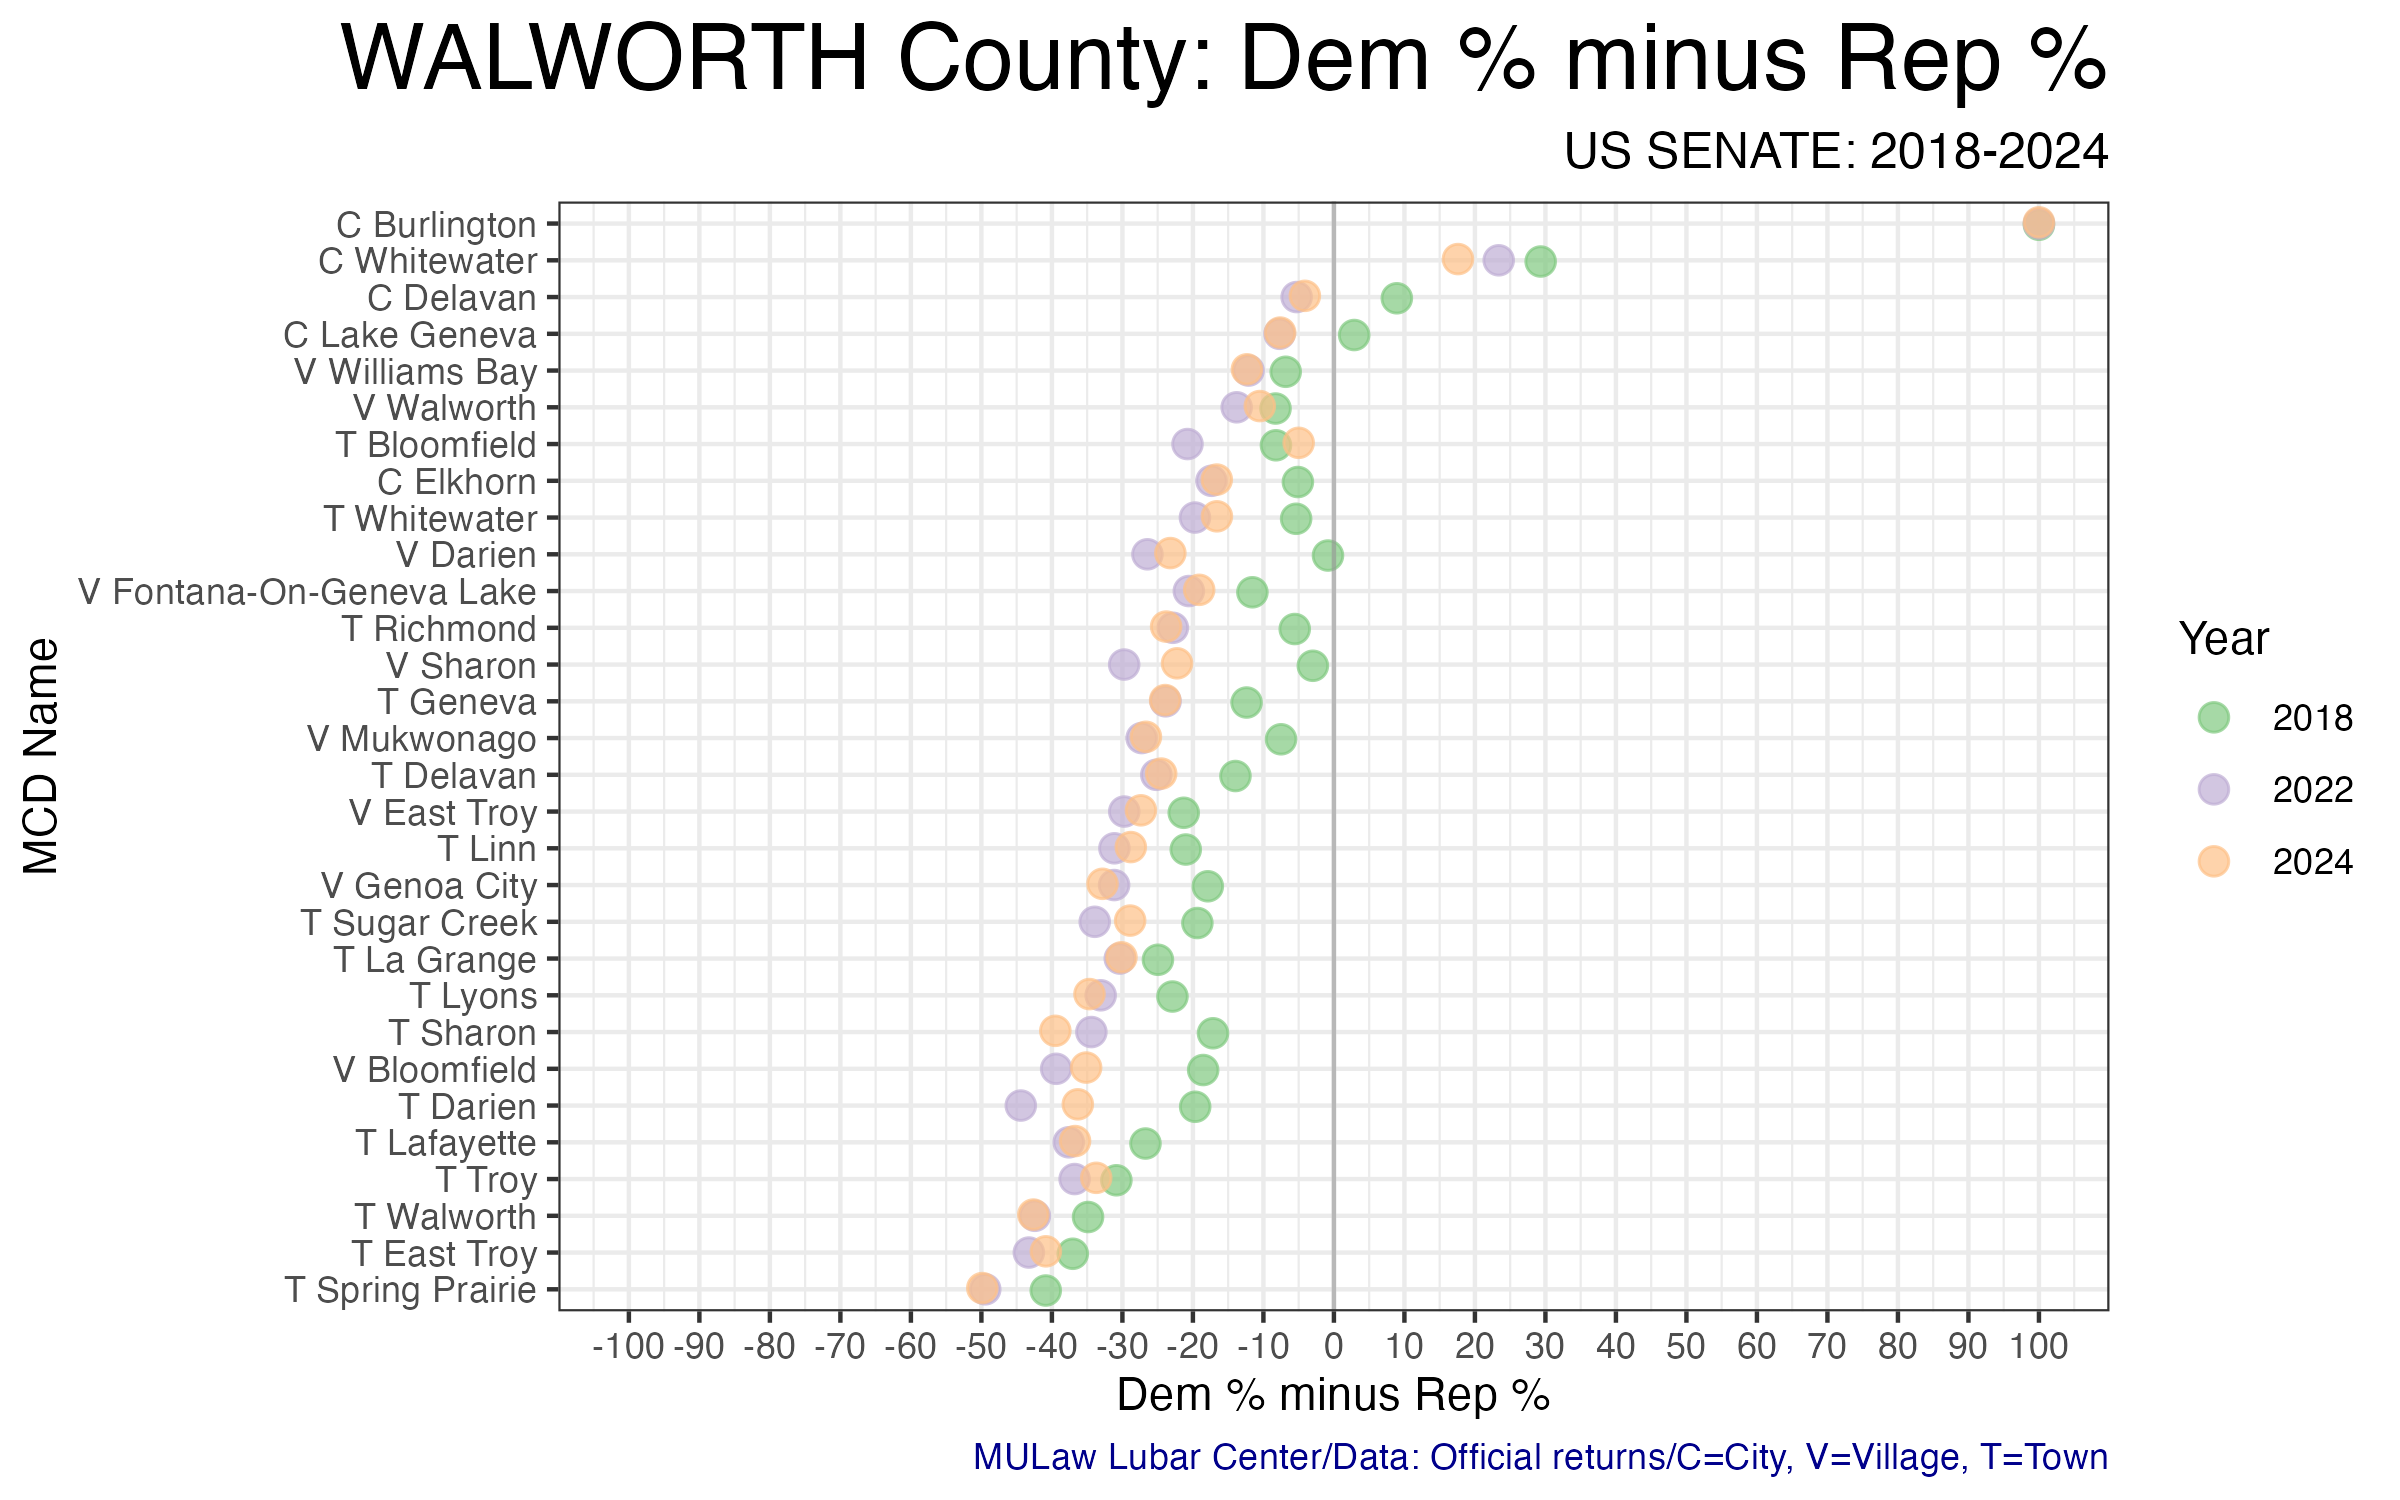 WALWORTH County: Dem % minus Rep %
US SENATE: 2018-2024
MCD Name
C Burlington
C Whitewater
C Delavan
C Lake Geneva
V Williams Bay
V Walworth
T Bloomfield
C Elkhorn
T Whitewater
V Darien
V Fontana-On-Geneva Lake
T Richmond
V Sharon
T Geneva
V Mukwonago
T Delavan
V East Troy
T Linn
V Genoa City
T Sugar Creek
T La Grange
T Lyons
T Sharon
V Bloomfield
T Darien
T Lafayette
T Troy
T Walworth
T East Troy
T Spring Prairie
-100 -90 -80 -70 -60 -50 -40 -30 -20 -10 0 10 20 30 40 50 60 70 80 90 100
Dem % minus Rep %
Year
2018
2022
2024
MULaw Lubar Center/Data: Official returns/C=City, V=Village, T=Town